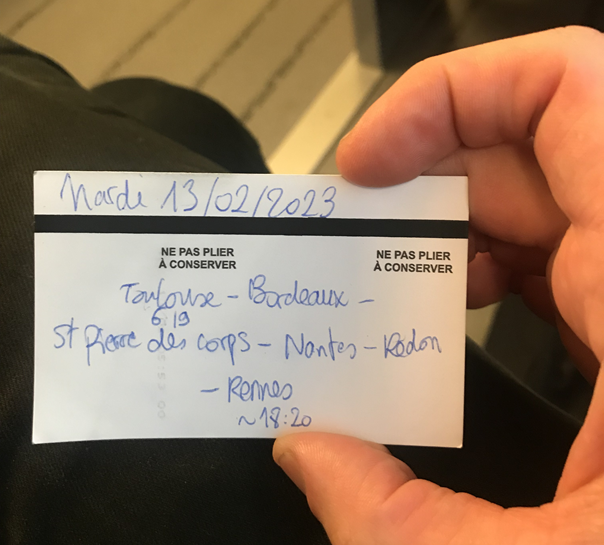 Mardi 13/02/2023
NE PAS PLIER
À CONSERVER
NE PAS PLIER
À CONSERVER
Toulouse - Bordeaux -
6:19
St Pierre des corps - Nantes - Redon
- Rennes
~18:20